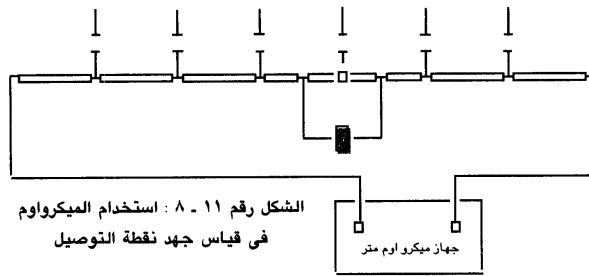 الشكل رقم ١١ ـ ٨ : استخدام الميكرواوم
فى قياس جهد نقطة التوصيل
جهاز ميكرو اوم متر